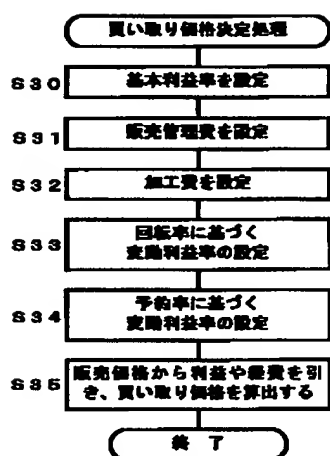 買い取り価格決定処理
S30
基本利益率を設定
S31
販売管理費を設定
S32
加工費を設定
S33
回転率に基づく
変動利益率の設定
S34
予約率に基づく
変動利益率の設定
S35
販売価格から利益や経費を引
き、買い取り価格を算出する
終了